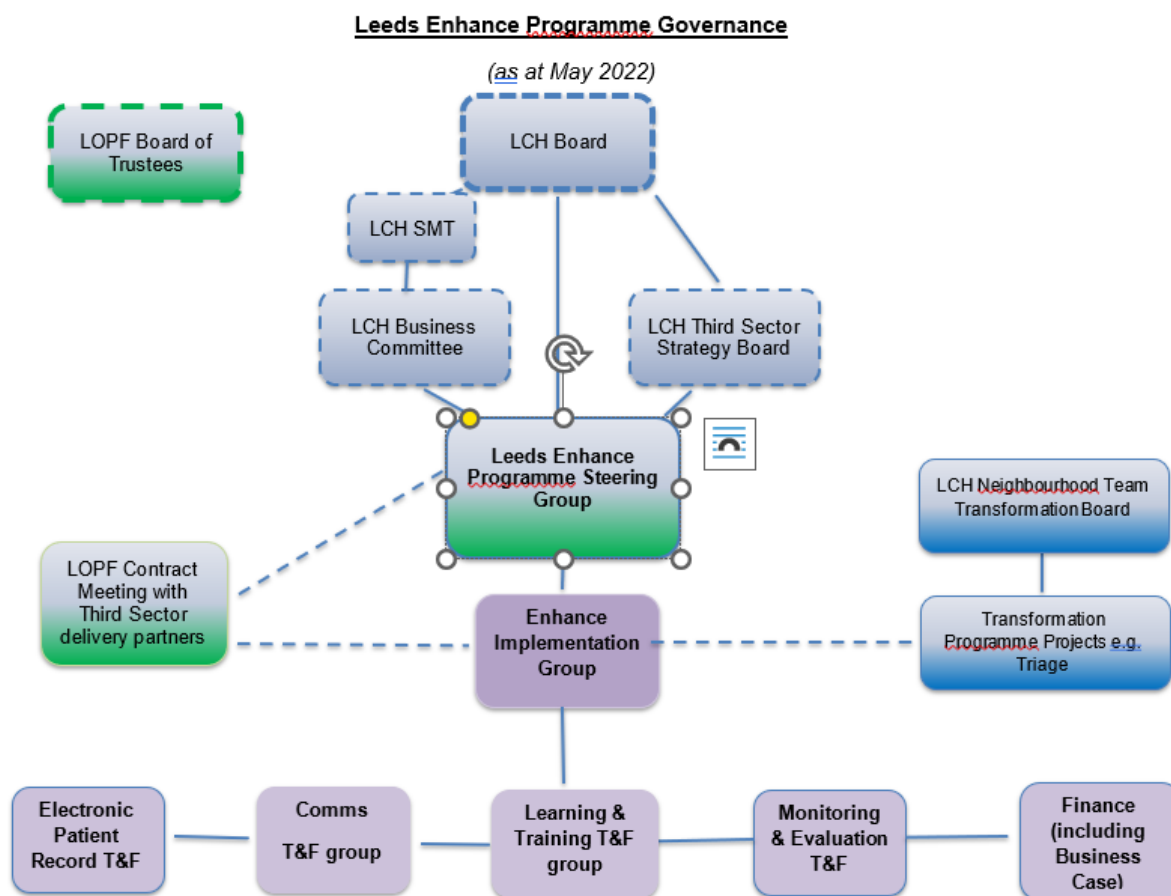 Leeds Enhance Programme Governance
(as at May 2022)
LOPF Board of
Trustees
LCH Board
LCH SMT
LCH Business
Committee
LCH Third Sector
Strategy Board
Leeds Enhance
Programme Steering
Group
LCH Neighbourhood Team
Transformation Board
LOPF Contract
Meeting with
Third Sector
delivery partners
Enhance
Implementation
Group
Transformation
Programme Projects e.g.
Triage
Electronic
Patient
Record T&F
Comms
T&F group
Learning &
Training T&F
group
Monitoring
& Evaluation
T&F
Finance
(including
Business
Case)